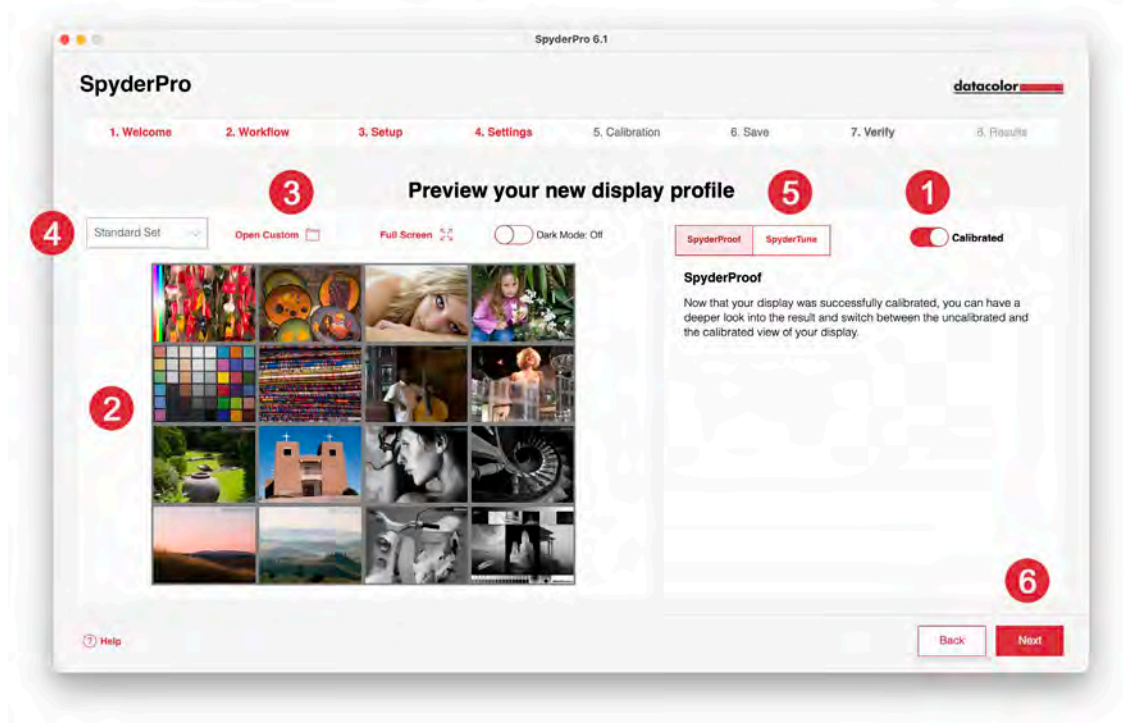 SpyderPro 6.1
SpyderPro
datacolor
1. Welcome 2. Workflow 3. Setup 4. Settings 5. Calibration 6. Save 7. Verify 8. Results
3
Preview your new display profile
5
1
4
Standard Set
Open Custom
Full Screen
Dark Mode: Off
SpyderProof SpyderTune
Calibrated
SpyderProof
Now that your display was successfully calibrated, you can have a
deeper look into the result and switch between the uncalibrated and
the calibrated view of your display.
2
6
? Help
Back
Next